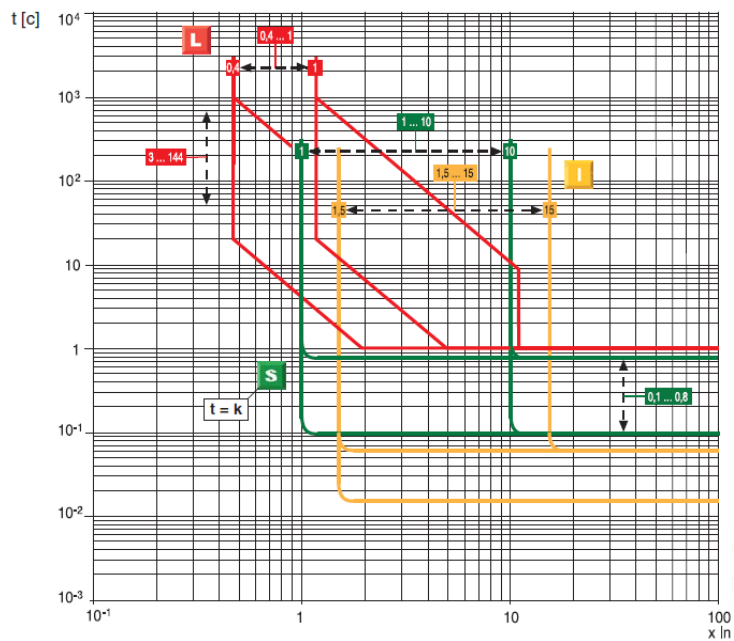 t [c]
10⁴
L
0,4 ... 1
0,4
1
10³
1 ... 10
3 ... 144
1
10
1,5 ... 15
I
10²
1,5
15
10
1
S
0,1 ... 0,8
t = k
10⁻¹
10⁻²
10⁻³
10⁻¹
1
10
100
x In